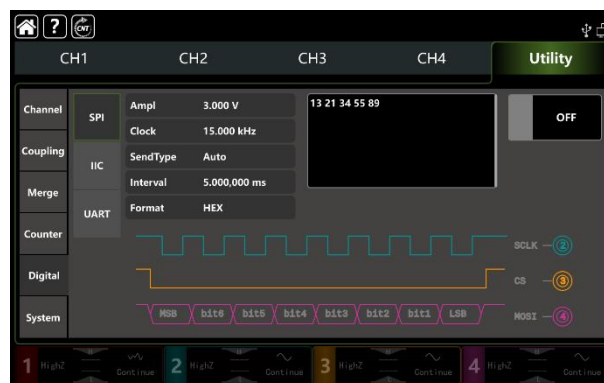 ? CNT
CH1 CH2 CH3 CH4 Utility
Channel
Coupling
Merge
Counter
Digital
System
SPI
IIC
UART
Ampl 3.000 V
Clock 15.000 kHz
SendType Auto
Interval 5.000,000 ms
Format HEX
13 21 34 55 89
OFF
SCLK 2
CS 3
MSB bit6 bit5 bit4 bit3 bit2 bit1 LSB MOSI 4
1 HighZ Continue 2 HighZ Continue 3 HighZ Continue 4 HighZ Continue